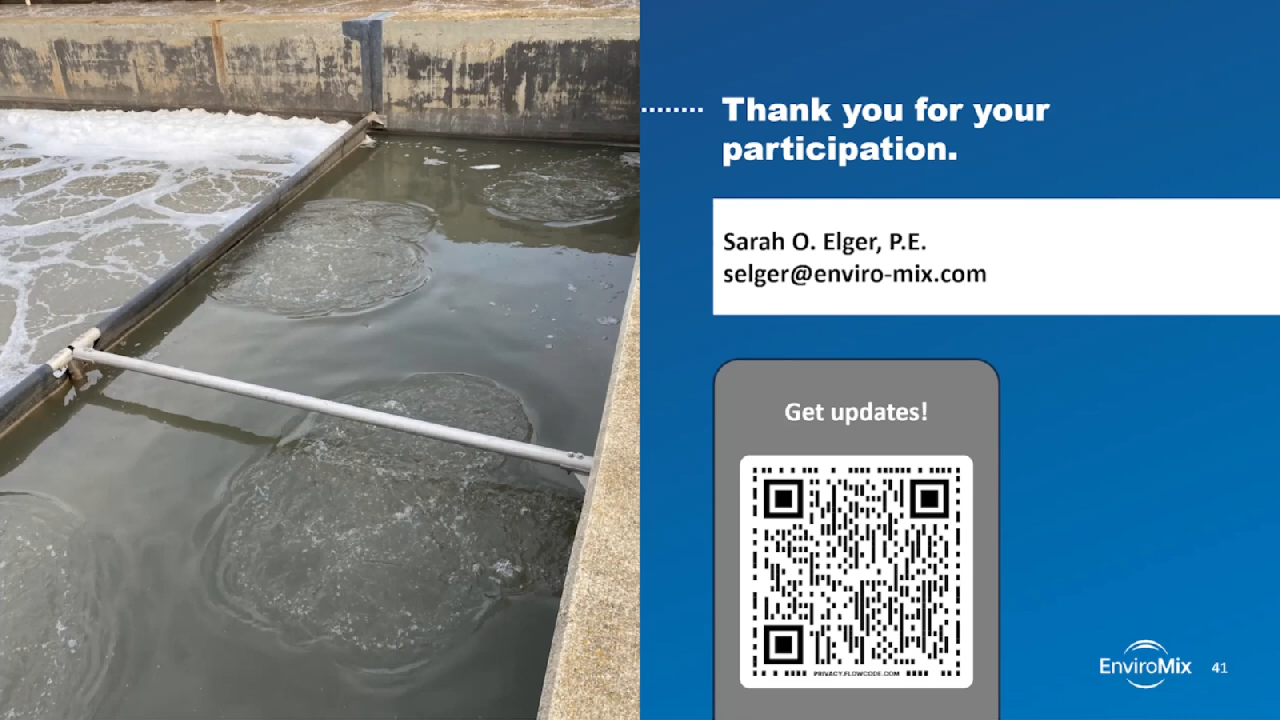 Thank you for your
participation.
Sarah O. Elger, P.E.
selger@enviro-mix.com
Get updates!
PRIVACY.FLOWCODE.COM
EnviroMix
41